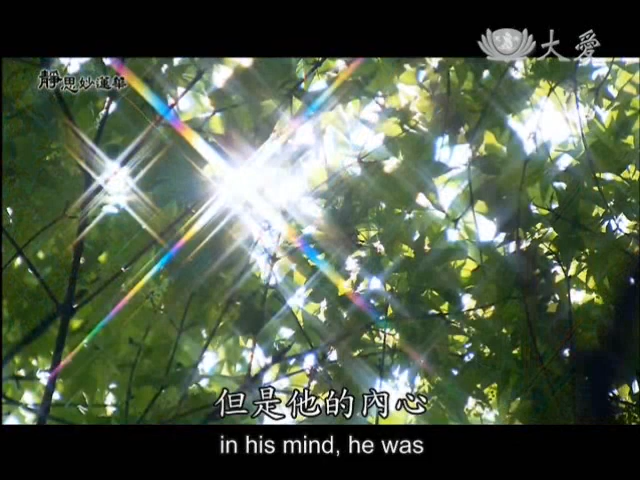 大愛
靜思妙蓮華
但是他的內心
in his mind, he was